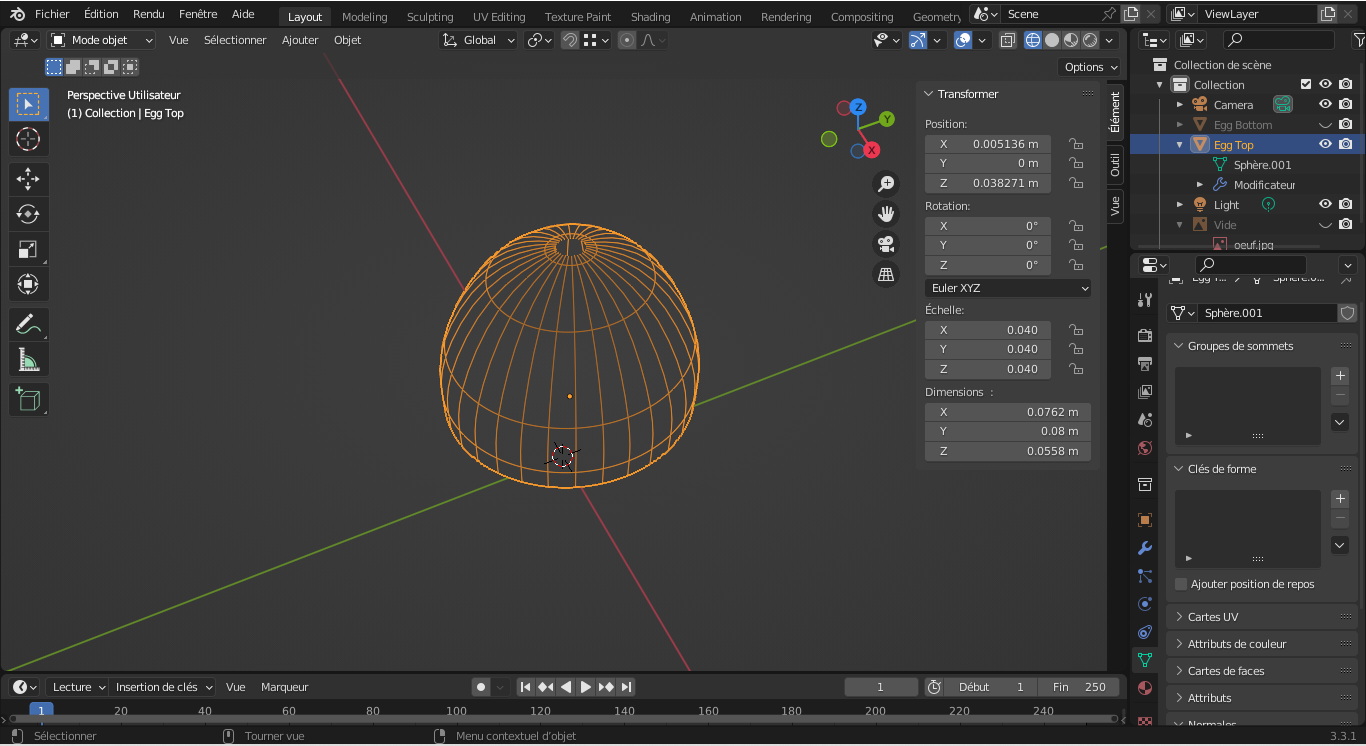 Fichier Édition Rendu Fenêtre Aide Layout Modeling Sculpting UV Editing Texture Paint Shading Animation Rendering Compositing Geometry Scene ViewLayer
Mode objet Vue Sélectionner Ajouter Objet Global
Options
Perspective Utilisateur
(1) Collection | Egg Top
Z
Y
X
Transformer
Position:
X 0.005136 m
Y 0 m
Z 0.038271 m
Rotation:
X 0°
Y 0°
Z 0°
Euler XYZ
Échelle:
X 0.040
Y 0.040
Z 0.040
Dimensions :
X 0.0762 m
Y 0.08 m
Z 0.0558 m
Élément
Outil
Vue
Collection de scène
Collection
Camera
Egg Bottom
Egg Top
Sphère.001
Modificateur
Light
Vide
oeuf.jpg
Sphère.001
Groupes de sommets
Clés de forme
Ajouter position de repos
Cartes UV
Attributs de couleur
Cartes de faces
Attributs
Normales
Lecture Insertion de clés Vue Marqueur 1 Début 1 Fin 250
1 20 40 60 80 100 120 140 160 180 200 220 240
Sélectionner Tourner vue Menu contextuel d'objet 3.3.1